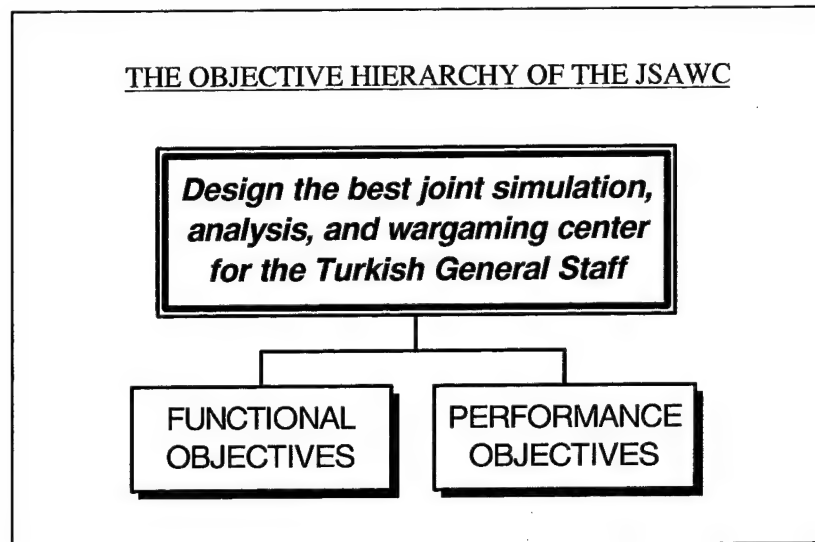 THE OBJECTIVE HIERARCHY OF THE JSAWC
Design the best joint simulation,
analysis, and wargaming center
for the Turkish General Staff
FUNCTIONAL
OBJECTIVES
PERFORMANCE
OBJECTIVES